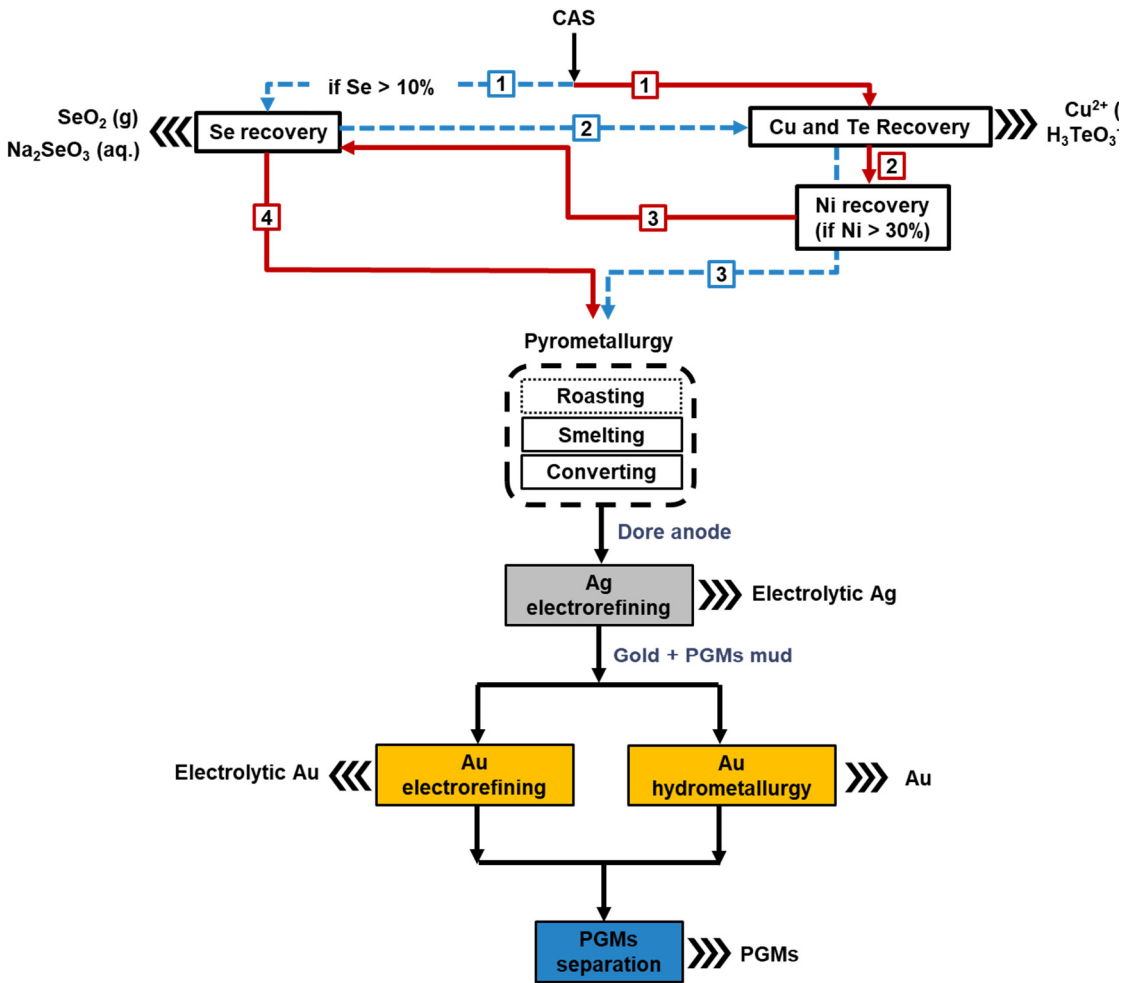 CAS
if Se > 10%
1
1
SeO₂ (g)
Na₂SeO₃ (aq.)
Se recovery
2
Cu and Te Recovery
Cu²⁺ (
H₃TeO₃⁻
2
Ni recovery
(if Ni > 30%)
3
4
3
Pyrometallurgy
Roasting
Smelting
Converting
Dore anode
Ag
electrorefining
Electrolytic Ag
Gold + PGMs mud
Electrolytic Au
Au
electrorefining
Au
hydrometallurgy
Au
PGMs
separation
PGMs